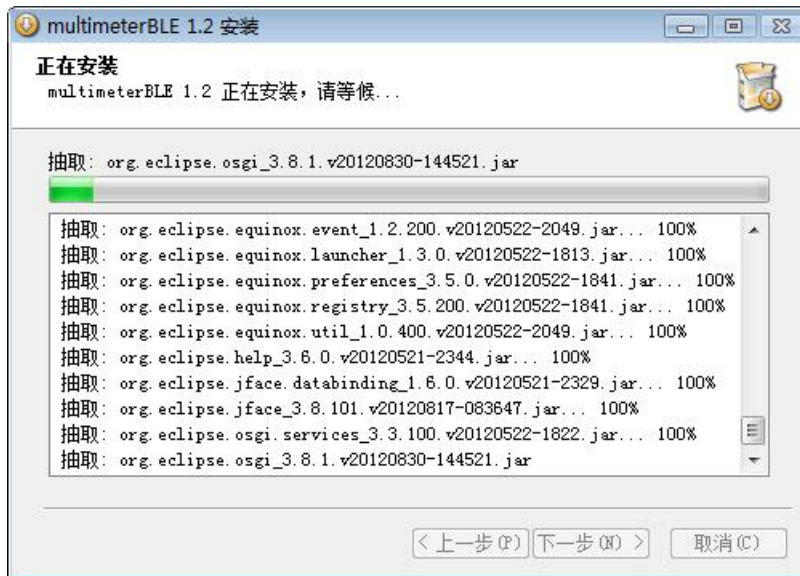 multimeterBLE 1.2 安装
正在安装
multimeterBLE 1.2 正在安装，请等候...
抽取: org.eclipse.osgi_3.8.1.v20120830-144521.jar
抽取: org.eclipse.equinox.event_1.2.200.v20120522-2049.jar... 100%
抽取: org.eclipse.equinox.launcher_1.3.0.v20120522-1813.jar... 100%
抽取: org.eclipse.equinox.preferences_3.5.0.v20120522-1841.jar... 100%
抽取: org.eclipse.equinox.registry_3.5.200.v20120522-1841.jar... 100%
抽取: org.eclipse.equinox.util_1.0.400.v20120522-2049.jar... 100%
抽取: org.eclipse.help_3.6.0.v20120521-2344.jar... 100%
抽取: org.eclipse.jface.databinding_1.6.0.v20120521-2329.jar... 100%
抽取: org.eclipse.jface_3.8.101.v20120817-083647.jar... 100%
抽取: org.eclipse.osgi.services_3.3.100.v20120522-1822.jar... 100%
抽取: org.eclipse.osgi_3.8.1.v20120830-144521.jar
< 上一步(P) 下一步(N) > 取消(C)